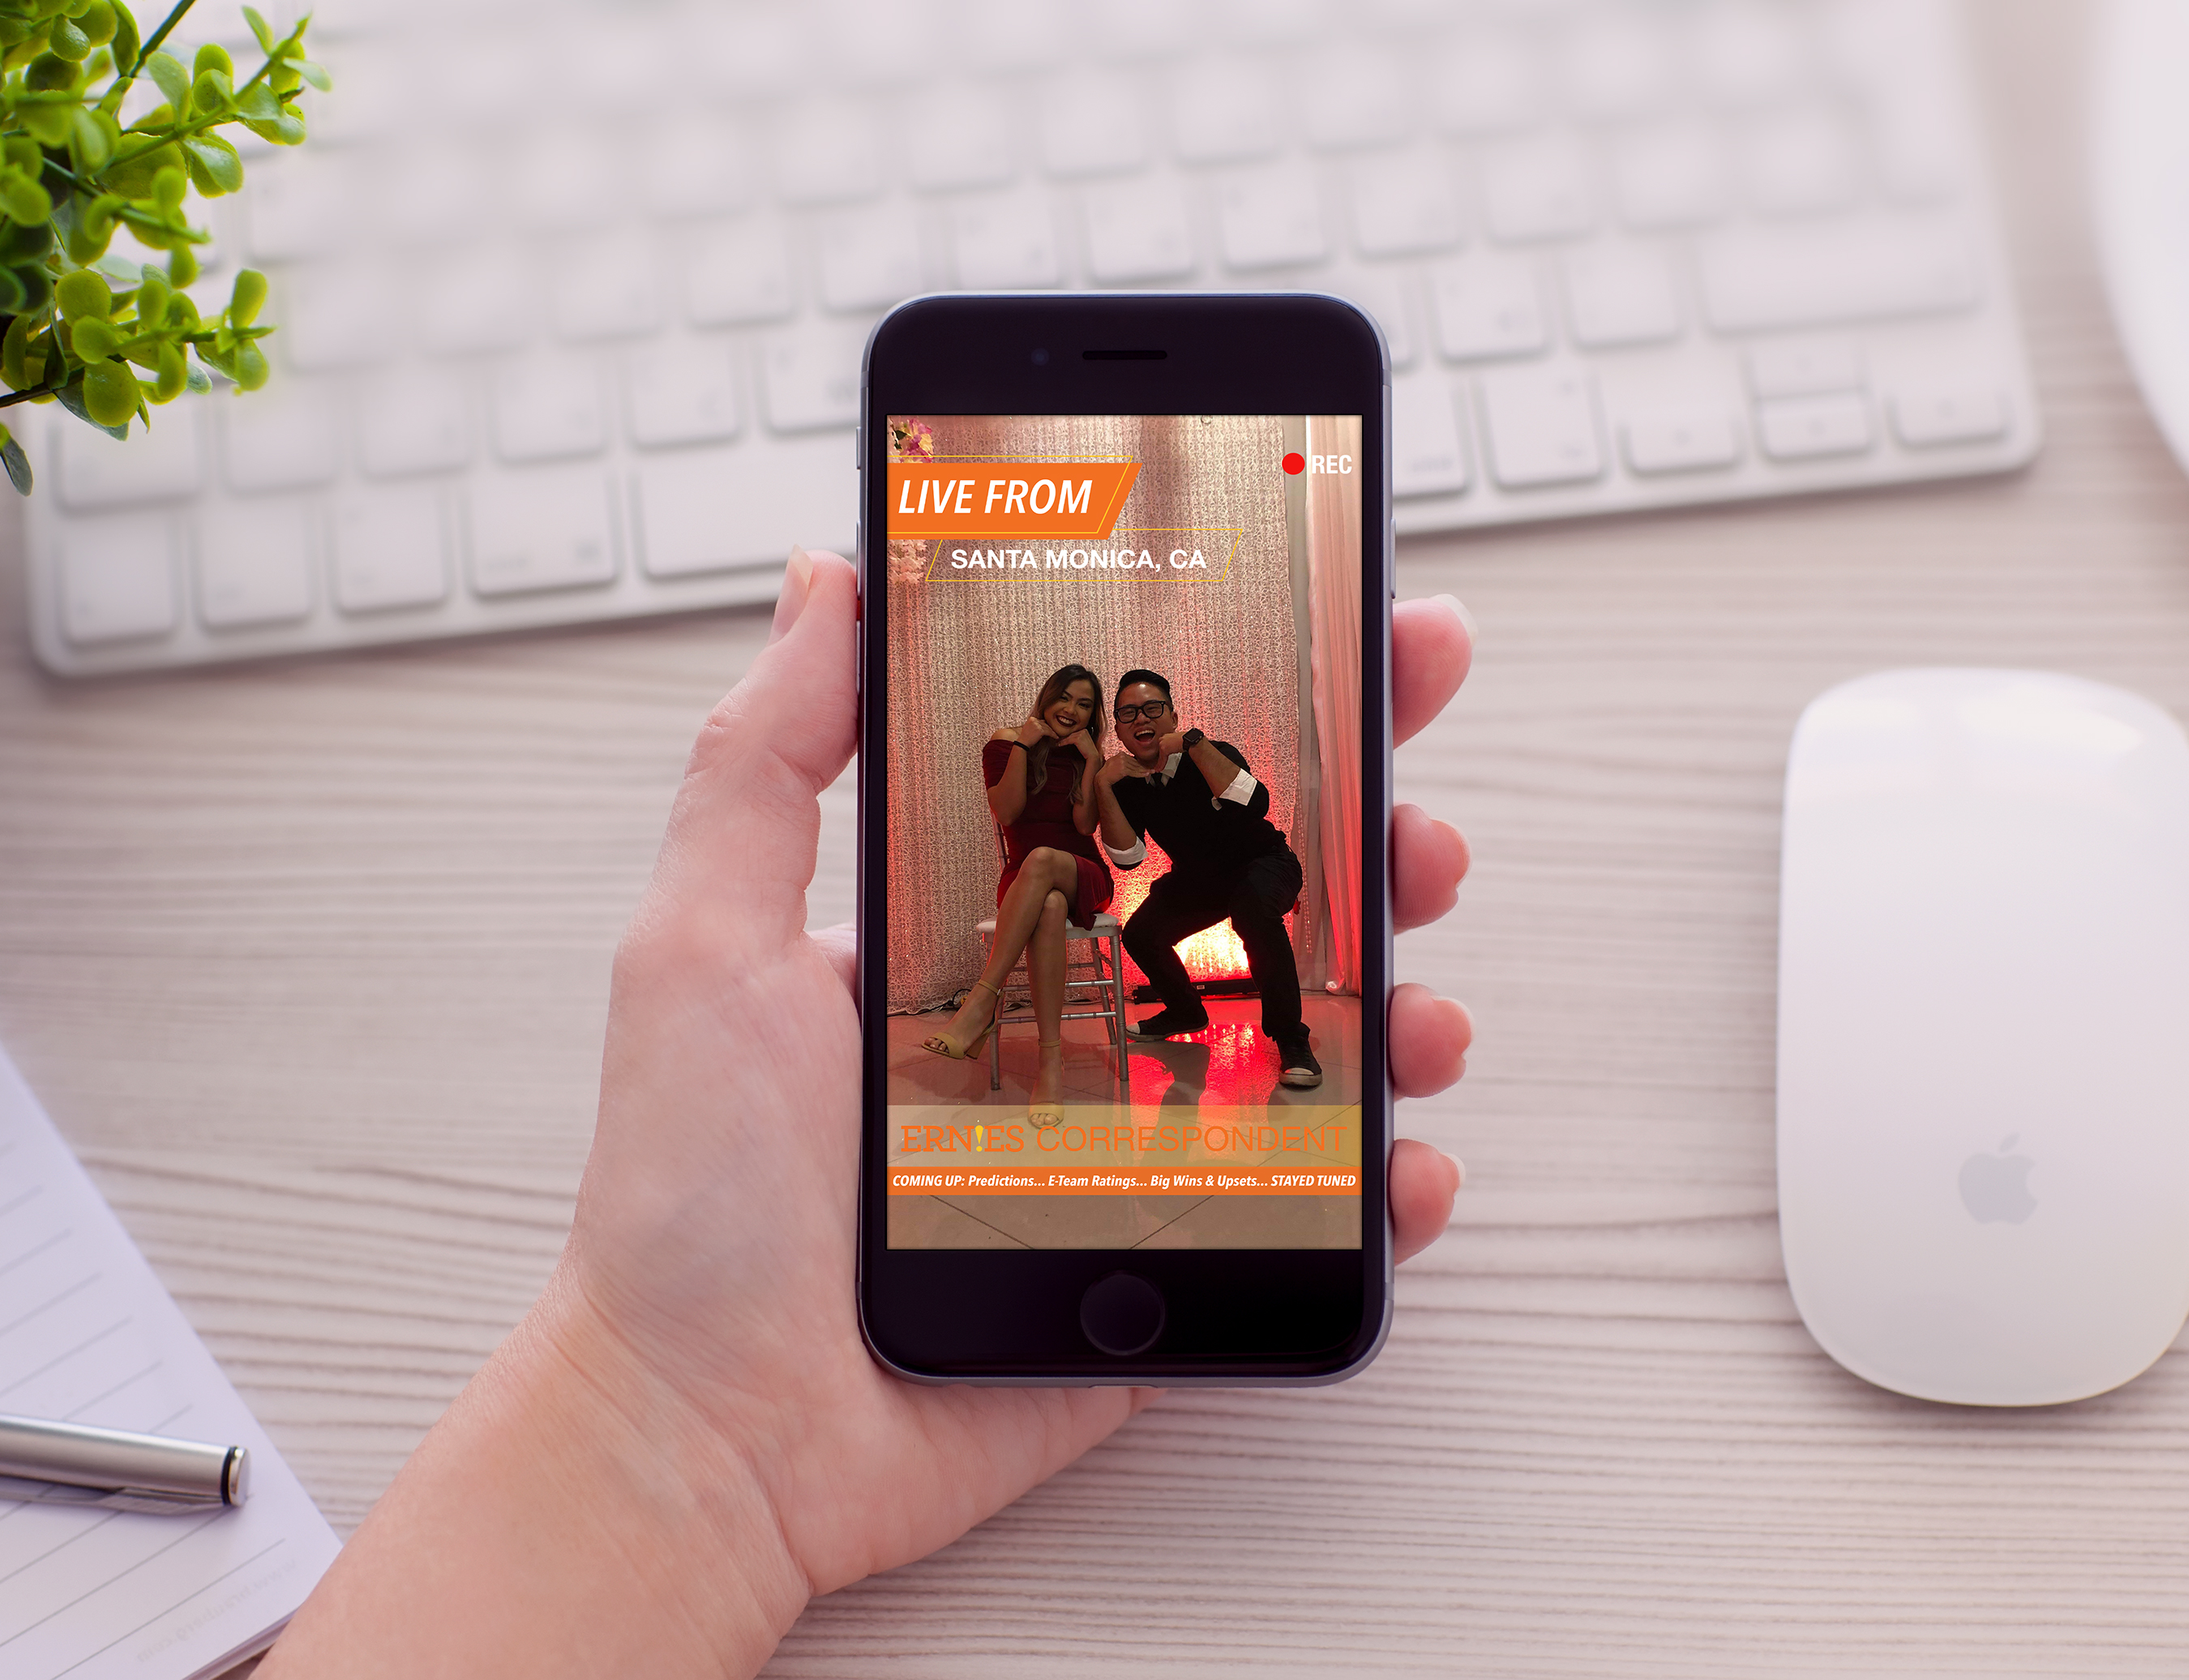 REC
LIVE FROM
SANTA MONICA, CA
ERN!ES CORRESPONDENT
COMING UP: Predictions... E-Team Ratings... Big Wins & Upsets... STAYED TUNED